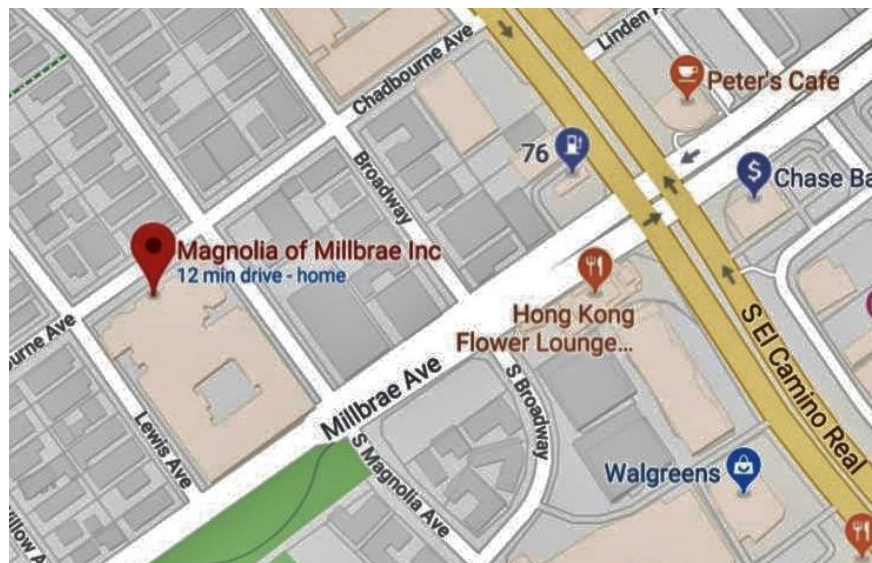 Chadbourne Ave
Linden
Peter's Cafe
76
Broadway
Chase Ba
Magnolia of Millbrae Inc
12 min drive - home
Hong Kong
Flower Lounge...
S El Camino Real
urne Ave
Millbrae Ave
S Broadway
Lewis Ave
S Magnolia Ave
Walgreens
illow A